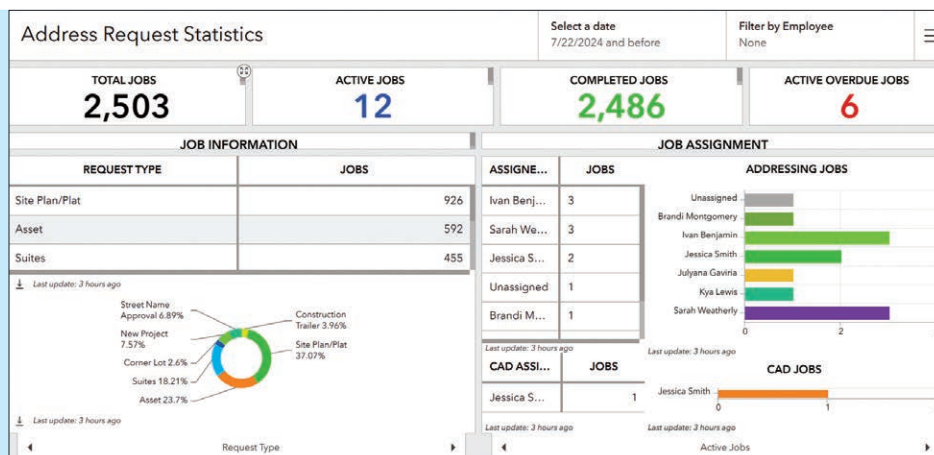 Address Request Statistics
Select a date
7/22/2024 and before
Filter by Employee
None
TOTAL JOBS
2,503
ACTIVE JOBS
12
COMPLETED JOBS
2,486
ACTIVE OVERDUE JOBS
6
JOB INFORMATION
REQUEST TYPE JOBS
Site Plan/Plat 926
Asset 592
Suites 455
Last update: 3 hours ago
Street Name
Approval 6.89%
New Project
7.57%
Corner Lot 2.6%
Suites 18.21%
Asset 23.7%
Construction
Trailer 3.96%
Site Plan/Plat
37.07%
Last update: 3 hours ago
Request Type
JOB ASSIGNMENT
ASSIGNE... JOBS
Ivan Benj... 3
Sarah We... 3
Jessica S... 2
Unassigned 1
Brandi M... 1
Last update: 3 hours ago
ADDRESSING JOBS
Unassigned
Brandi Montgomery
Ivan Benjamin
Jessica Smith
Julyana Gaviria
Kya Lewis
Sarah Weatherly
0 2
Last update: 3 hours ago
CAD ASSI... JOBS
Jessica S... 1
Last update: 3 hours ago
CAD JOBS
Jessica Smith
0 1
Last update: 3 hours ago
Active Jobs